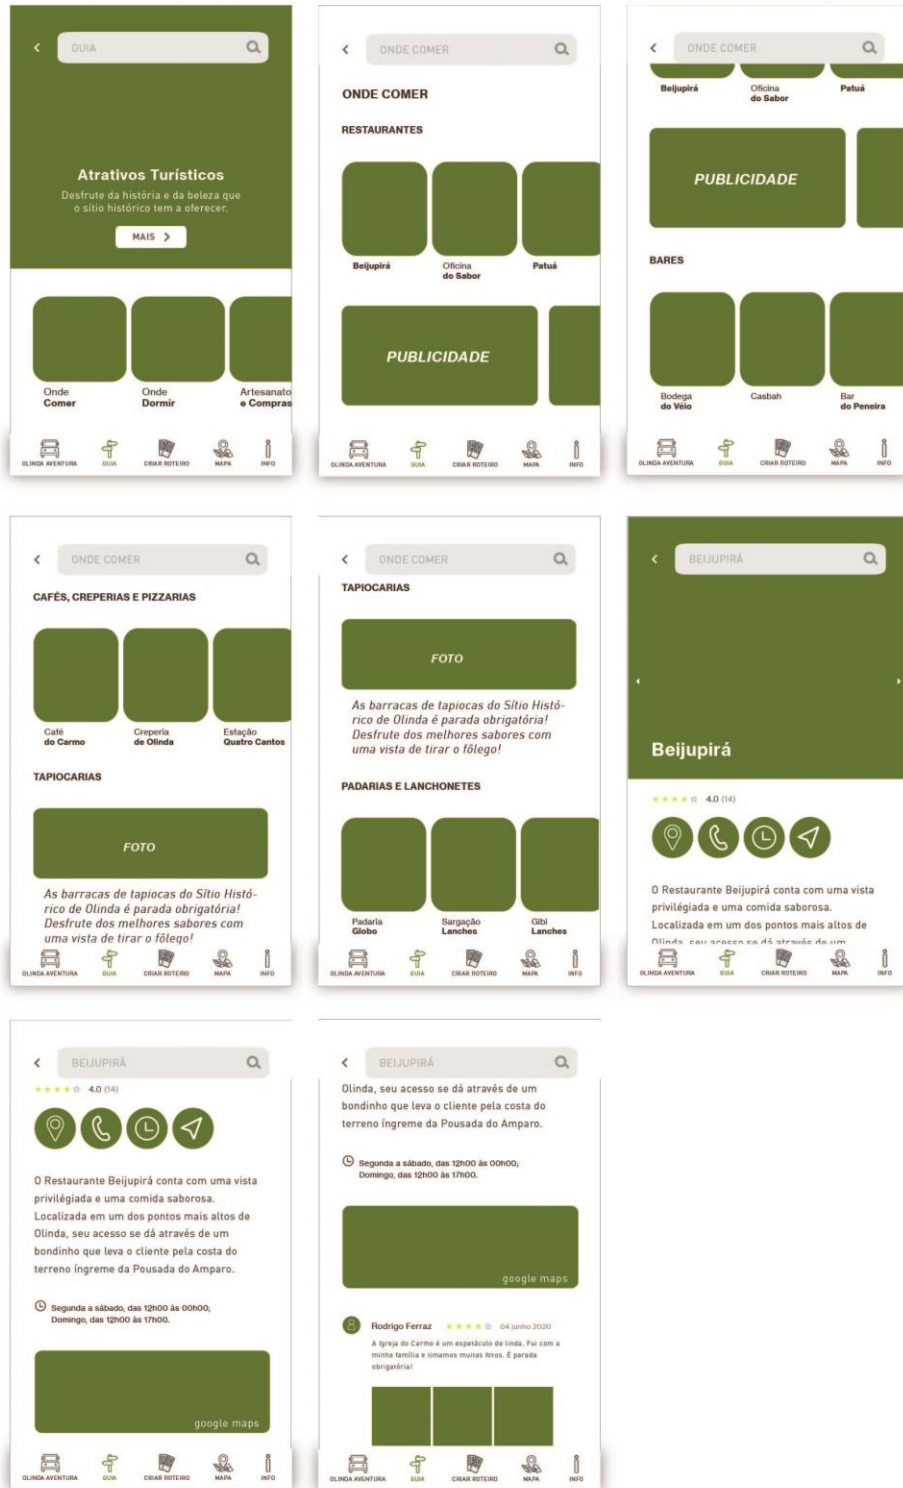 GUIA
Atrativos Turísticos
Desfrute da história e da beleza que
o sítio histórico tem a oferecer.
MAIS >
Onde
Comer
Onde
Dormir
Artesanato
e Compras
OLINDA AVENTURA
GUIA
CRIAR ROTEIRO
MAPA
INFO
ONDE COMER
ONDE COMER
RESTAURANTES
Beijupirá
Oficina
do Sabor
Patuá
PUBLICIDADE
OLINDA AVENTURA
GUIA
CRIAR ROTEIRO
MAPA
INFO
ONDE COMER
Beijupirá
Oficina
do Sabor
Patuá
PUBLICIDADE
BARES
Bodega
do Véio
Casbah
Bar
do Peneira
OLINDA AVENTURA
GUIA
CRIAR ROTEIRO
MAPA
INFO
ONDE COMER
CAFÉS, CREPERIAS E PIZZARIAS
Café
do Carmo
Creperia
de Olinda
Estação
Quatro Cantos
TAPIOCARIAS
FOTO
As barracas de tapiocas do Sítio Histó-
rico de Olinda é parada obrigatória!
Desfrute dos melhores sabores com
uma vista de tirar o fôlego!
OLINDA AVENTURA
GUIA
CRIAR ROTEIRO
MAPA
INFO
ONDE COMER
TAPIOCARIAS
FOTO
As barracas de tapiocas do Sítio Histó-
rico de Olinda é parada obrigatória!
Desfrute dos melhores sabores com
uma vista de tirar o fôlego!
PADARIAS E LANCHONETES
Padaria
Globo
Sargação
Lanches
Gibi
Lanches
OLINDA AVENTURA
GUIA
CRIAR ROTEIRO
MAPA
INFO
BEIJUPIRÁ
Beijupirá
4.0 (14)
O Restaurante Beijupirá conta com uma vista
privilégiada e uma comida saborosa.
Localizada em um dos pontos mais altos de
Olinda, seu acesso se dá através de um
OLINDA AVENTURA
GUIA
CRIAR ROTEIRO
MAPA
INFO
BEIJUPIRÁ
4.0 (14)
O Restaurante Beijupirá conta com uma vista
privilégiada e uma comida saborosa.
Localizada em um dos pontos mais altos de
Olinda, seu acesso se dá através de um
bondinho que leva o cliente pela costa do
terreno íngreme da Pousada do Amparo.
Segunda a sábado, das 12h00 às 00h00;
Domingo, das 12h00 às 17h00.
google maps
OLINDA AVENTURA
GUIA
CRIAR ROTEIRO
MAPA
INFO
BEIJUPIRÁ
Olinda, seu acesso se dá através de um
bondinho que leva o cliente pela costa do
terreno íngreme da Pousada do Amparo.
Segunda a sábado, das 12h00 às 00h00;
Domingo, das 12h00 às 17h00.
google maps
Rodrigo Ferraz 04 junho 2020
A Igreja do Carmo é um espetáculo de linda. Fui com a
minha família e timamos muitas fotos. É parada
obrigatória!
OLINDA AVENTURA
GUIA
CRIAR ROTEIRO
MAPA
INFO